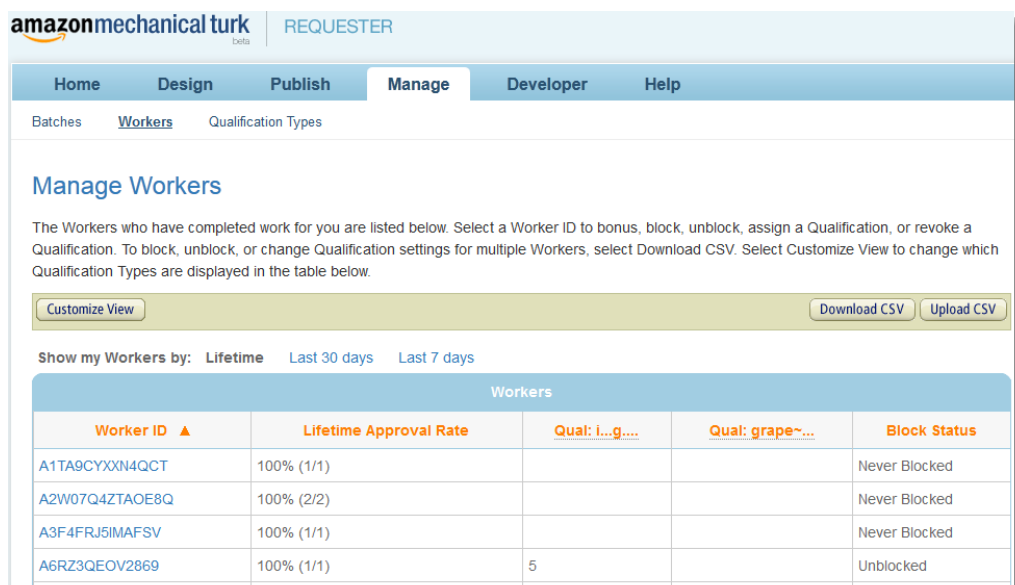 amazonmechanical turk
beta
REQUESTER
Home Design Publish Manage Developer Help
Batches Workers Qualification Types
Manage Workers
The Workers who have completed work for you are listed below. Select a Worker ID to bonus, block, unblock, assign a Qualification, or revoke a
Qualification. To block, unblock, or change Qualification settings for multiple Workers, select Download CSV. Select Customize View to change which
Qualification Types are displayed in the table below.
Customize View Download CSV Upload CSV
Show my Workers by: Lifetime Last 30 days Last 7 days
Workers
Worker ID ▲ Lifetime Approval Rate Qual: i...g.... Qual: grape~... Block Status
A1TA9CYXXN4QCT 100% (1/1) Never Blocked
A2W07Q4ZTAOE8Q 100% (2/2) Never Blocked
A3F4FRJ5IMAFSV 100% (1/1) Never Blocked
A6RZ3QEOV2869 100% (1/1) 5 Unblocked